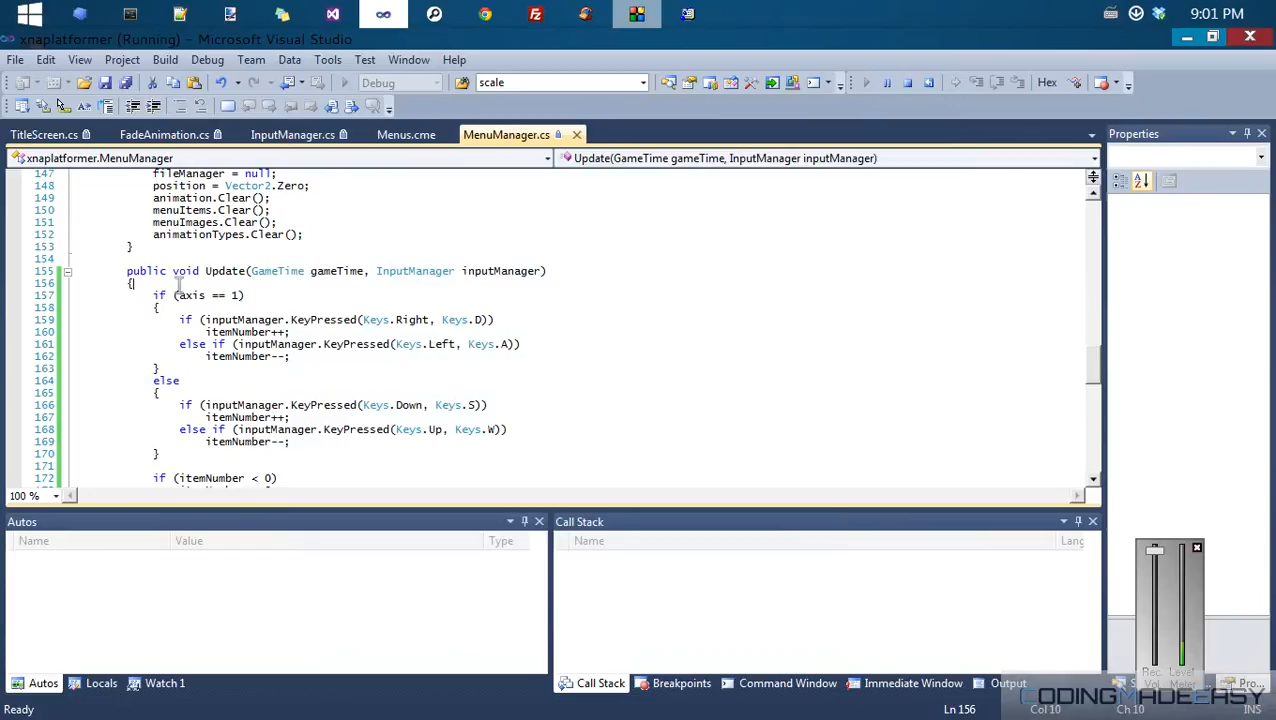 9:01 PM
xnaplatformer (Running) - Microsoft Visual Studio
File Edit View Project Build Debug Team Data Tools Test Window Help
Debug scale Hex
TitleScreen.cs FadeAnimation.cs InputManager.cs Menus.cme MenuManager.cs Properties
xnaplatformer.MenuManager Update(GameTime gameTime, InputManager inputManager)
147 fileManager = null;
148 position = Vector2.Zero;
149 animation.Clear();
150 menuItems.Clear();
151 menuImages.Clear();
152 animationTypes.Clear();
153 }
154
155 public void Update(GameTime gameTime, InputManager inputManager)
156 {
157 if (axis == 1)
158 {
159 if (inputManager.KeyPressed(Keys.Right, Keys.D))
160 itemNumber++;
161 else if (inputManager.KeyPressed(Keys.Left, Keys.A))
162 itemNumber--;
163 }
164 else
165 {
166 if (inputManager.KeyPressed(Keys.Down, Keys.S))
167 itemNumber++;
168 else if (inputManager.KeyPressed(Keys.Up, Keys.W))
169 itemNumber--;
170 }
171
172 if (itemNumber < 0)
100 %
Autos Call Stack
Name Value Type Name Lang
Rec. Vol Level Meter
Autos Locals Watch 1 Call Stack Breakpoints Command Window Immediate Window Output Pro...
CODINGMADEEASY
Ready Ln 156 Col 10 Ch 10 INS